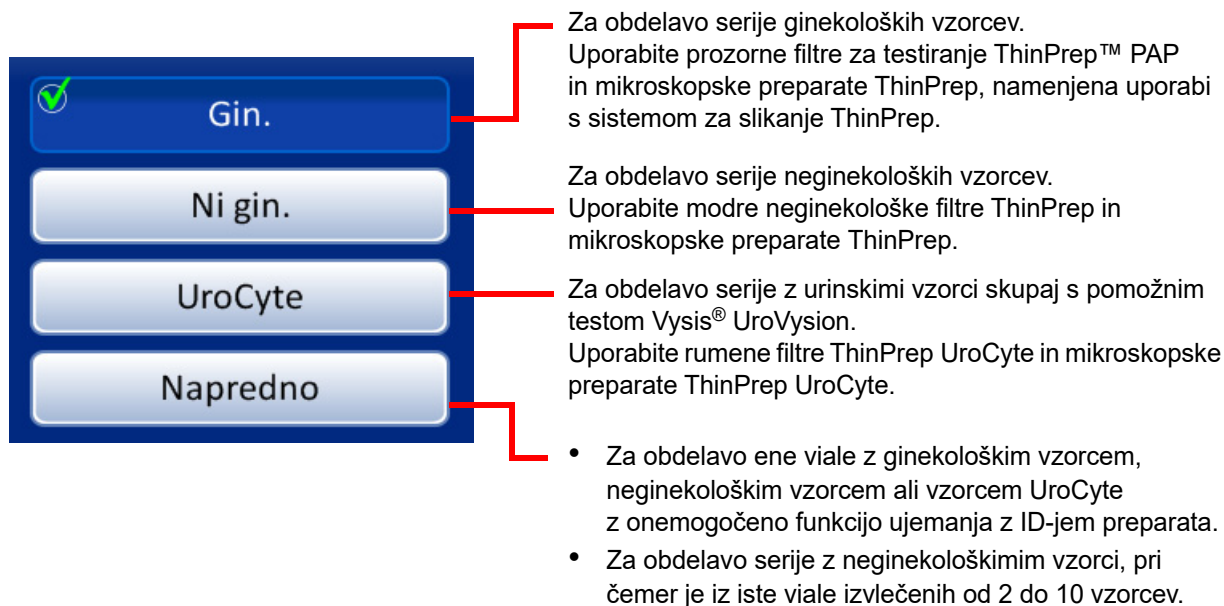 Gin.
Ni gin.
UroCyte
Napredno
Za obdelavo serije ginekoloških vzorcev.
Uporabite prozorne filtre za testiranje ThinPrep™ PAP
in mikroskopske preparate ThinPrep, namenjena uporabi
s sistemom za slikanje ThinPrep.
Za obdelavo serije neginekoloških vzorcev.
Uporabite modre neginekološke filtre ThinPrep in
mikroskopske preparate ThinPrep.
Za obdelavo serije z urinskimi vzorci skupaj s pomožnim
testom Vysis® UroVysion.
Uporabite rumene filtre ThinPrep UroCyte in mikroskopske
preparate ThinPrep UroCyte.
• Za obdelavo ene viale z ginekološkim vzorcem,
neginekološkim vzorcem ali vzorcem UroCyte
z onemogočeno funkcijo ujemanja z ID-jem preparata.
• Za obdelavo serije z neginekološkimim vzorci, pri
čemer je iz iste viale izvlečenih od 2 do 10 vzorcev.